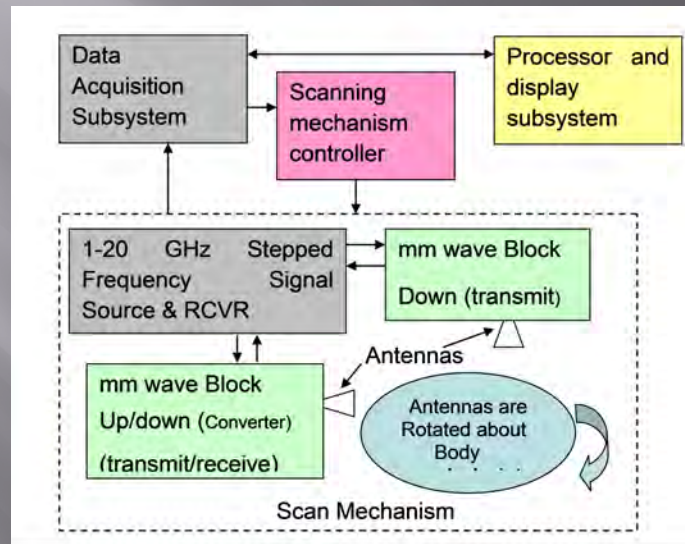 Data
Acquisition
Subsystem
Processor and
display
subsystem
Scanning
mechanism
controller
1-20 GHz Stepped
Frequency Signal
Source & RCVR
mm wave Block
Down (transmit)
Antennas
mm wave Block
Up/down (Converter)
(transmit/receive)
Antennas are
Rotated about
Body
Scan Mechanism